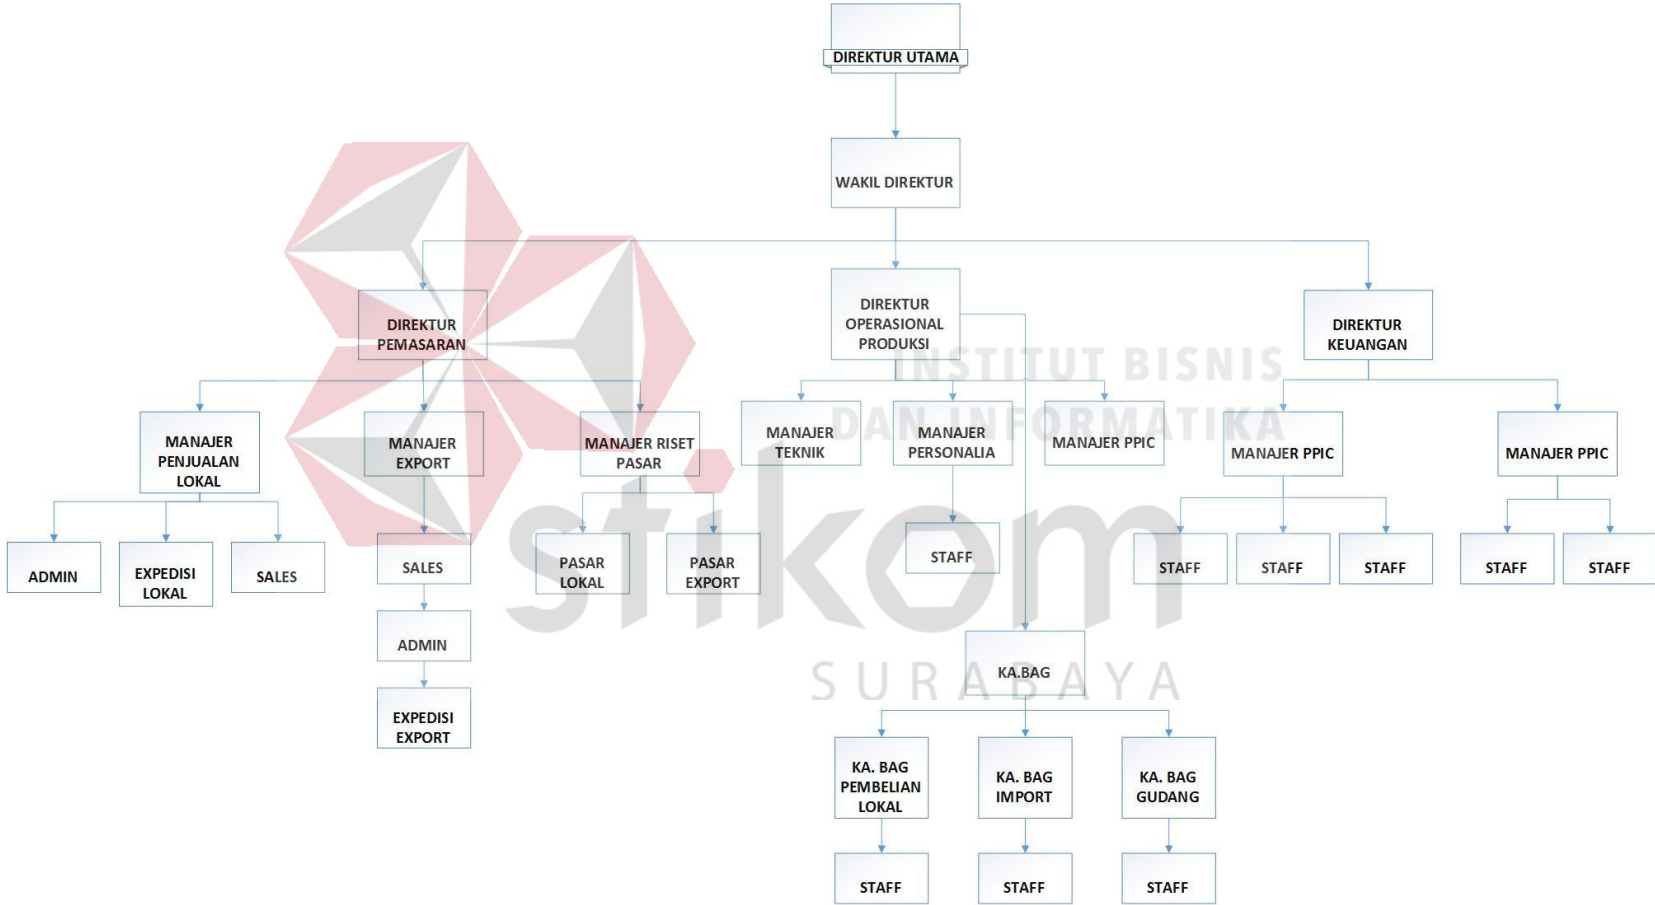 DIREKTUR UTAMA
WAKIL DIREKTUR
DIREKTUR
PEMASARAN
DIREKTUR
OPERASIONAL
PRODUKSI
DIREKTUR
KEUANGAN
INSTITUT BISNIS
DAN INFORMATIKA
MANAJER
PENJUALAN
LOKAL
MANAJER
EXPORT
MANAJER RISET
PASAR
MANAJER
TEKNIK
MANAJER
PERSONALIA
MANAJER PPIC
MANAJER PPIC
MANAJER PPIC
ADMIN
EXPEDISI
LOKAL
SALES
SALES
PASAR
LOKAL
PASAR
EXPORT
STAFF
STAFF
STAFF
STAFF
STAFF
STAFF
stikom
SURABAYA
ADMIN
EXPEDISI
EXPORT
KA.BAG
KA. BAG
PEMBELIAN
LOKAL
KA. BAG
IMPORT
KA. BAG
GUDANG
STAFF
STAFF
STAFF